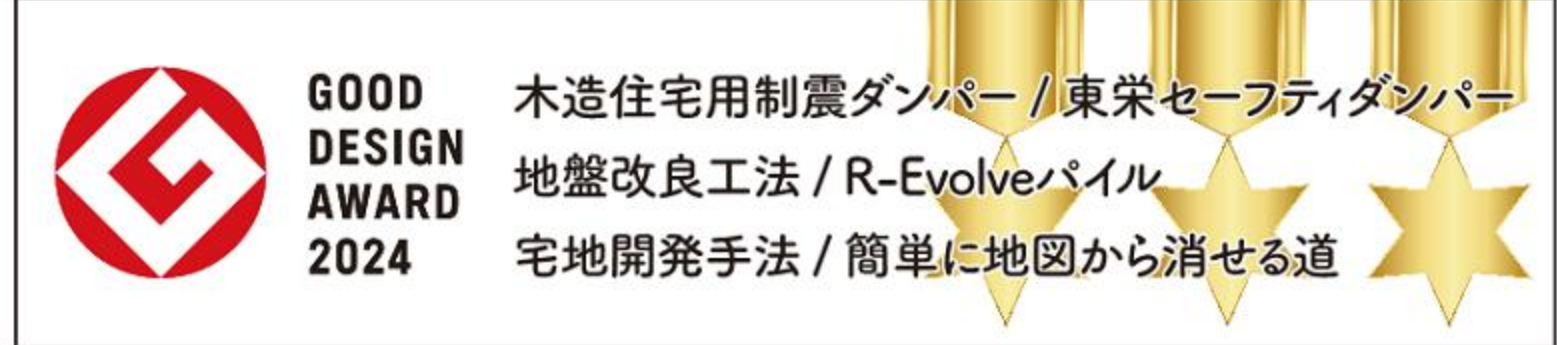 GOOD
DESIGN
AWARD
2024
木造住宅用制震ダンパー / 東栄セーフティダンパー
地盤改良工法 / R-Evolveパイル
宅地開発手法 / 簡単に地図から消せる道